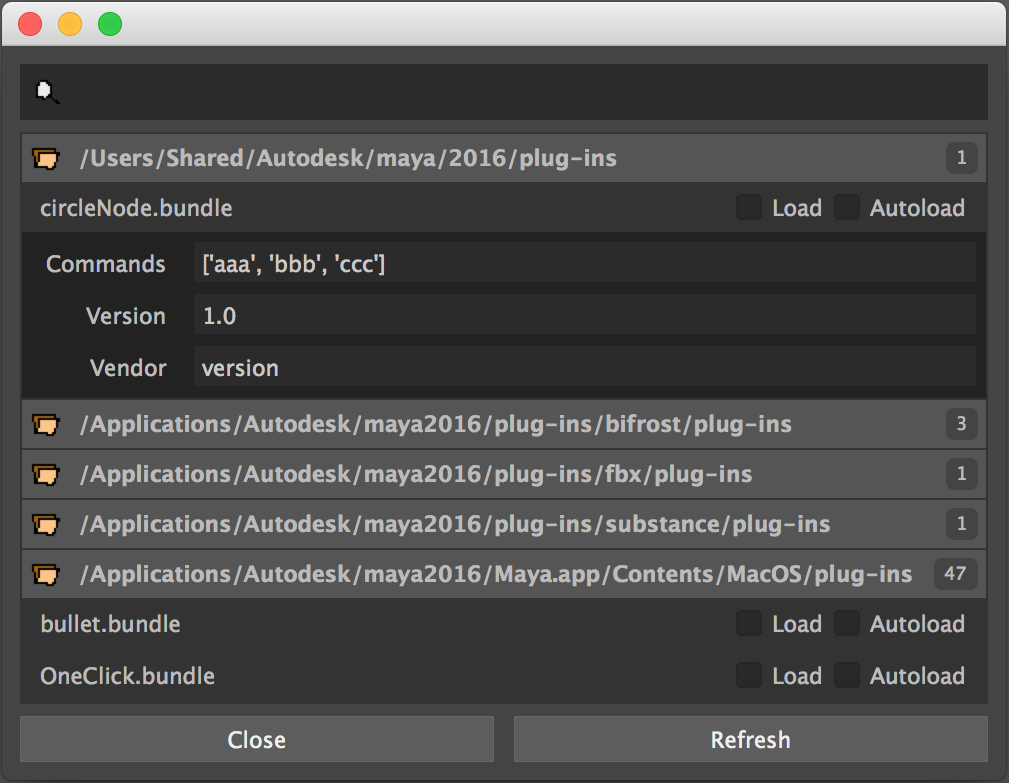 /Users/Shared/Autodesk/maya/2016/plug-ins 1
circleNode.bundle Load Autoload
Commands ['aaa', 'bbb', 'ccc']
Version 1.0
Vendor version
/Applications/Autodesk/maya2016/plug-ins/bifrost/plug-ins 3
/Applications/Autodesk/maya2016/plug-ins/fbx/plug-ins 1
/Applications/Autodesk/maya2016/plug-ins/substance/plug-ins 1
/Applications/Autodesk/maya2016/Maya.app/Contents/MacOS/plug-ins 47
bullet.bundle Load Autoload
OneClick.bundle Load Autoload
Close Refresh